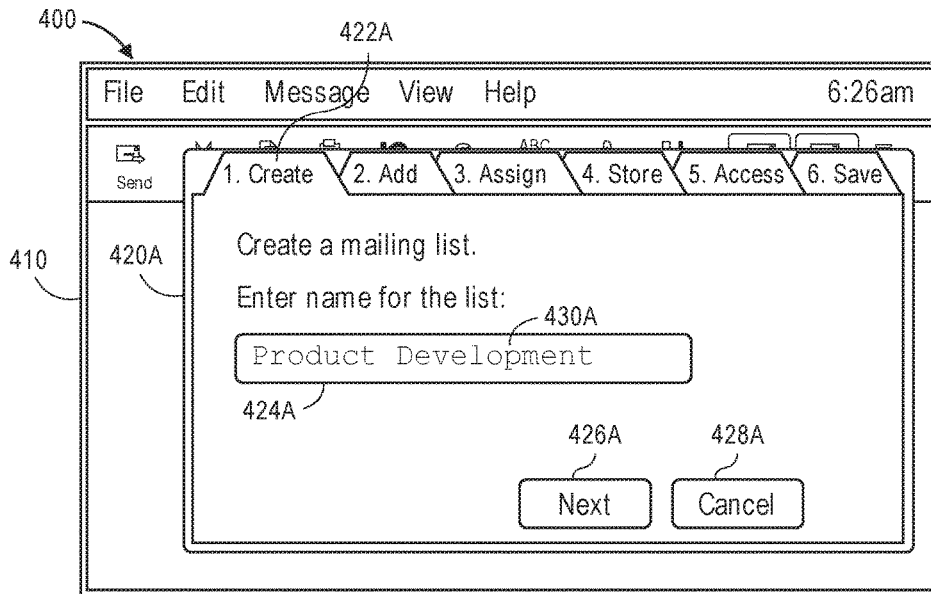 400
422A
File Edit Message View Help 6:26am
Send ABC
1. Create 2. Add 3. Assign 4. Store 5. Access 6. Save
410
420A
Create a mailing list.
Enter name for the list:
430A
Product Development
424A
426A 428A
Next Cancel